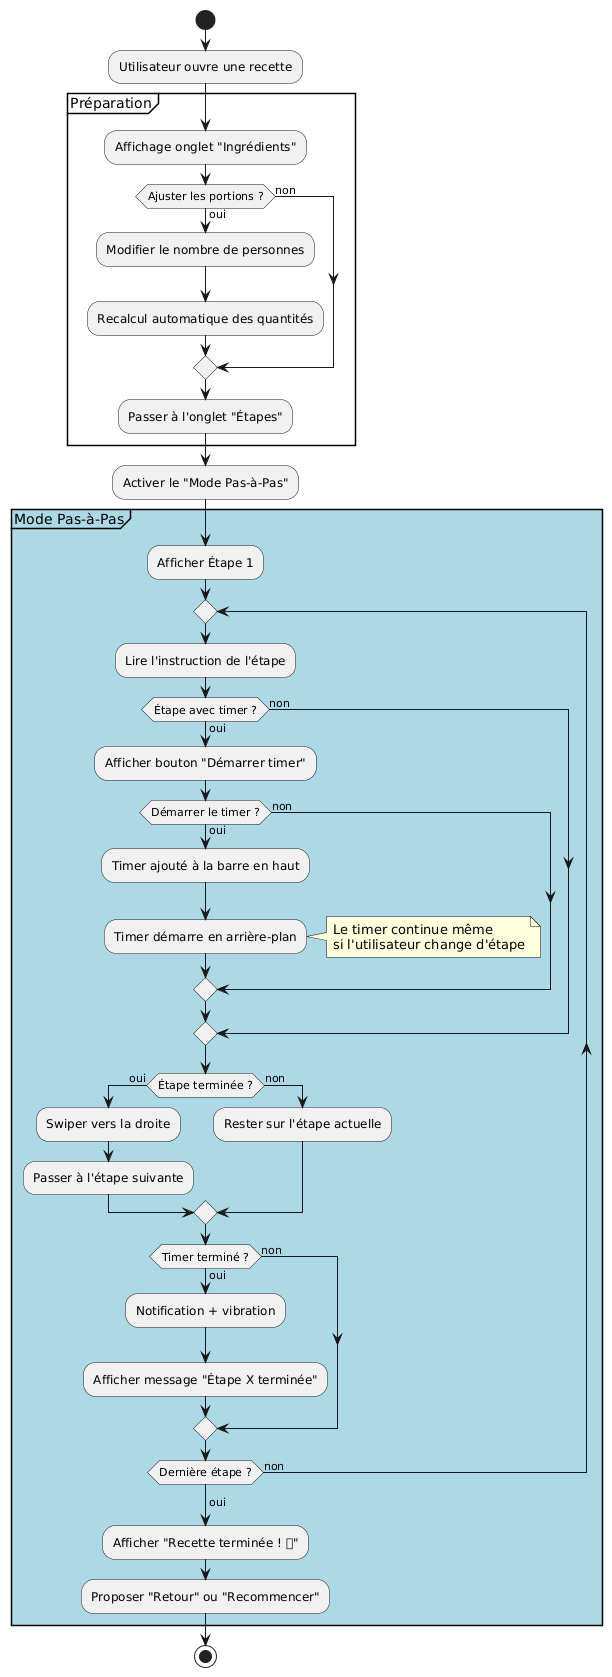 Utilisateur ouvre une recette
Préparation
Affichage onglet "Ingrédients"
Ajuster les portions ?
non
oui
Modifier le nombre de personnes
Recalcul automatique des quantités
Passer à l'onglet "Étapes"
Activer le "Mode Pas-à-Pas"
Mode Pas-à-Pas
Afficher Étape 1
Lire l'instruction de l'étape
Étape avec timer ?
non
oui
Afficher bouton "Démarrer timer"
Démarrer le timer ?
non
oui
Timer ajouté à la barre en haut
Timer démarre en arrière-plan
Le timer continue même
si l'utilisateur change d'étape
oui
Étape terminée ?
non
Swiper vers la droite
Rester sur l'étape actuelle
Passer à l'étape suivante
Timer terminé ?
non
oui
Notification + vibration
Afficher message "Étape X terminée"
Dernière étape ?
non
oui
Afficher "Recette terminée ! "
Proposer "Retour" ou "Recommencer"